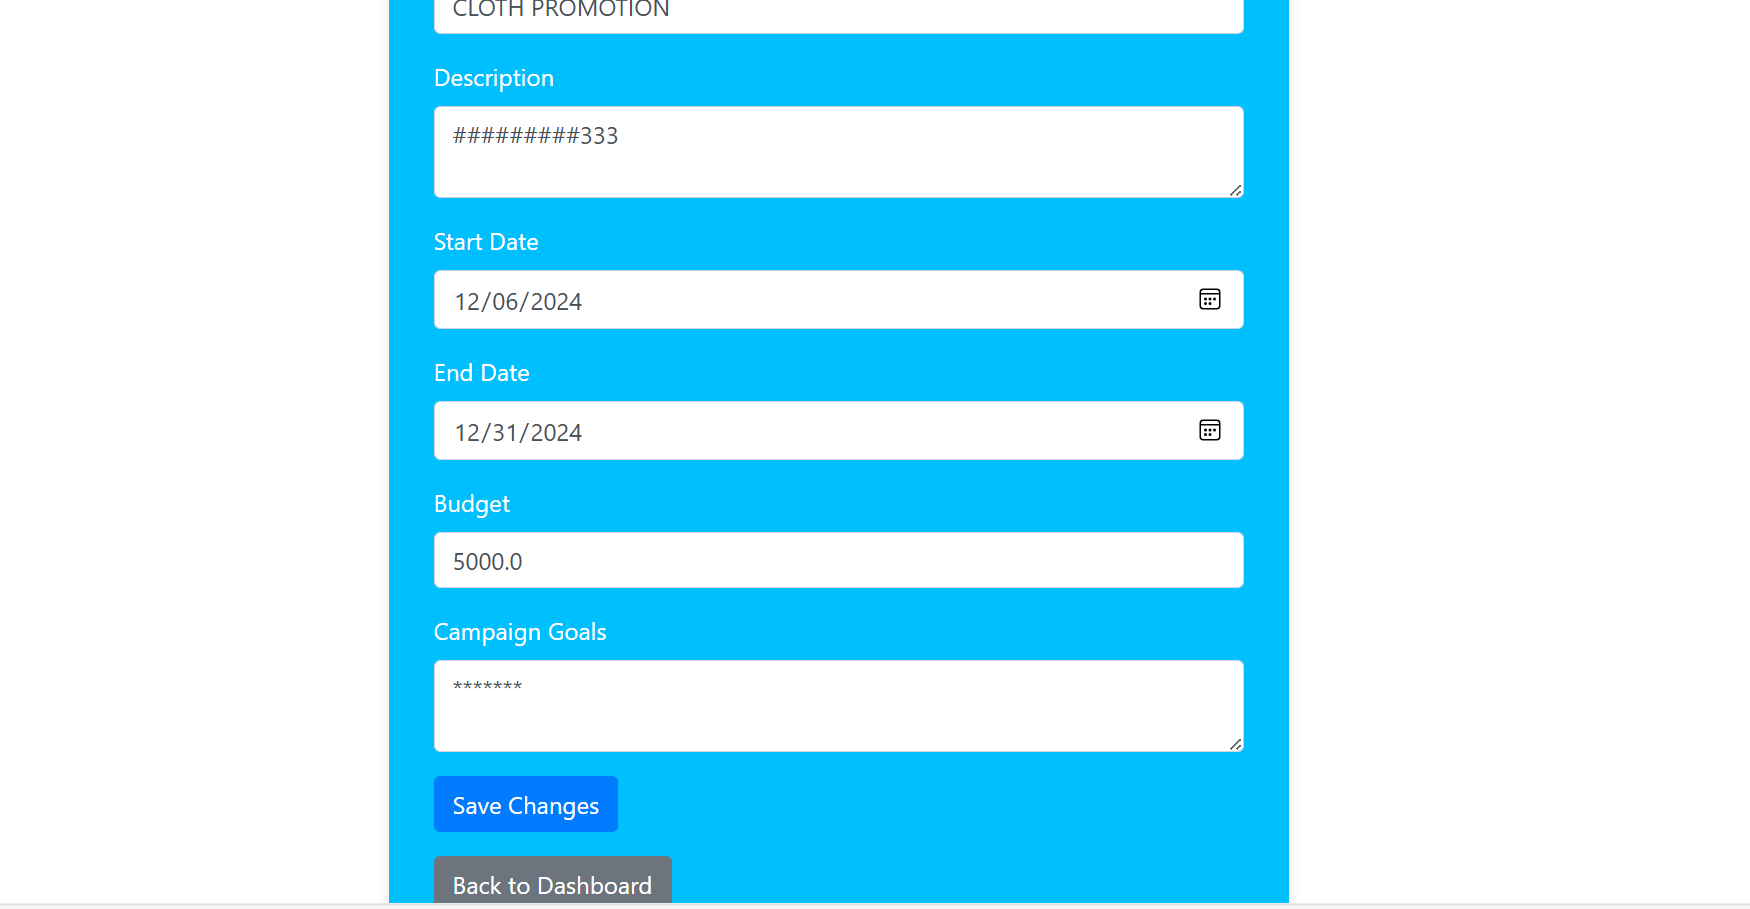 CLOTH PROMOTION
Description
#########333
Start Date
12/06/2024
End Date
12/31/2024
Budget
5000.0
Campaign Goals
*******
Save Changes
Back to Dashboard